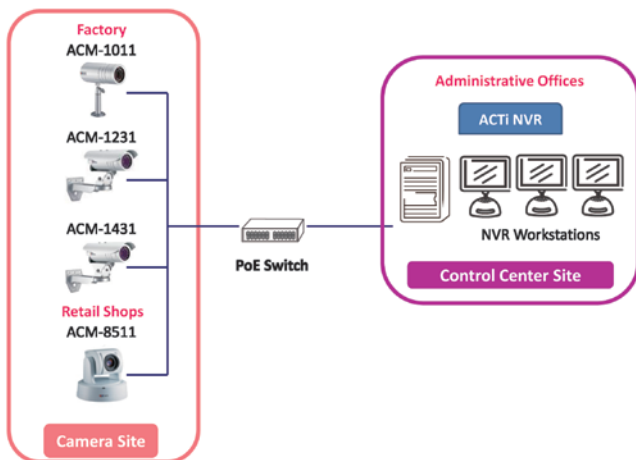 Factory
ACM-1011
ACM-1231
ACM-1431
Retail Shops
ACM-8511
Camera Site
PoE Switch
Administrative Offices
ACTi NVR
NVR Workstations
Control Center Site